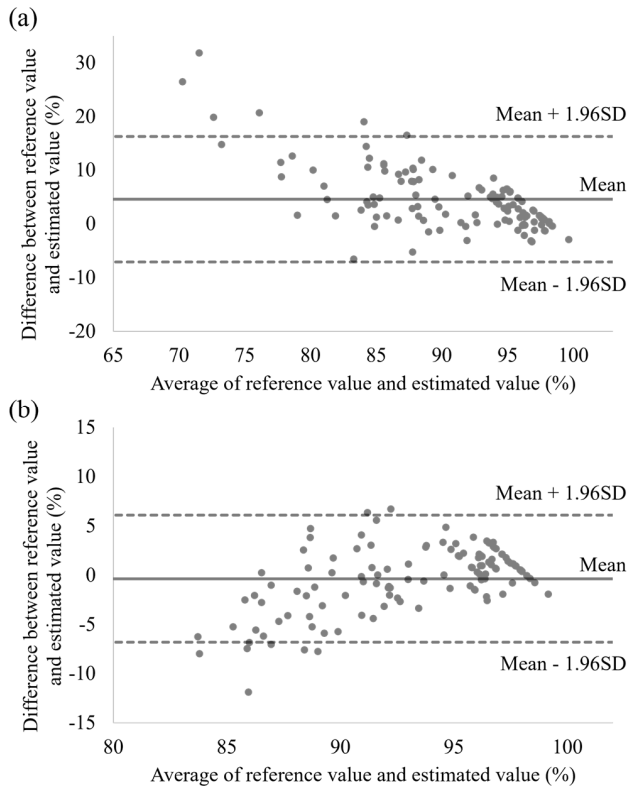 (a)
Difference between reference value
and estimated value (%)
30
20
10
0
-10
-20
Mean + 1.96SD
Mean
Mean - 1.96SD
65 70 75 80 85 90 95 100
Average of reference value and estimated value (%)
(b)
Difference between reference value
and estimated value (%)
15
10
5
0
-5
-10
-15
Mean + 1.96SD
Mean
Mean - 1.96SD
80 85 90 95 100
Average of reference value and estimated value (%)